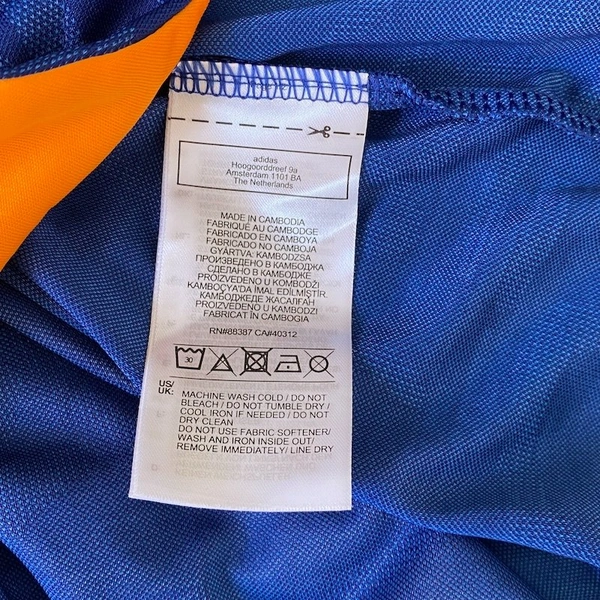 adidas
Hoogoorddreef 9a
Amsterdam 1101 BA
The Netherlands
MADE IN CAMBODIA
FABRIQUÉ AU CAMBODGE
FABRICADO EN CAMBOYA
FABRICADO NO CAMBOJA
GYÁRTVA: KAMBODZSA
ПРОИЗВЕДЕНО В КАМБОДЖА
СДЕЛАНО В КАМБОДЖЕ
PROIZVEDENO U KOMBODŽI
KAMBOÇYA'DA İMAL EDİLMİŞTİR.
КАМБОДЖЕДЕ ЖАСАЛҒАН
PROIZVEDENO U KAMBODZI
FABRICAT ÎN CAMBOGIA
RN#88387 CA#40312
30
US/
UK:
MACHINE WASH COLD / DO NOT
BLEACH / DO NOT TUMBLE DRY /
COOL IRON IF NEEDED / DO NOT
DRY CLEAN
DO NOT USE FABRIC SOFTENER/
WASH AND IRON INSIDE OUT/
REMOVE IMMEDIATELY/ LINE DRY